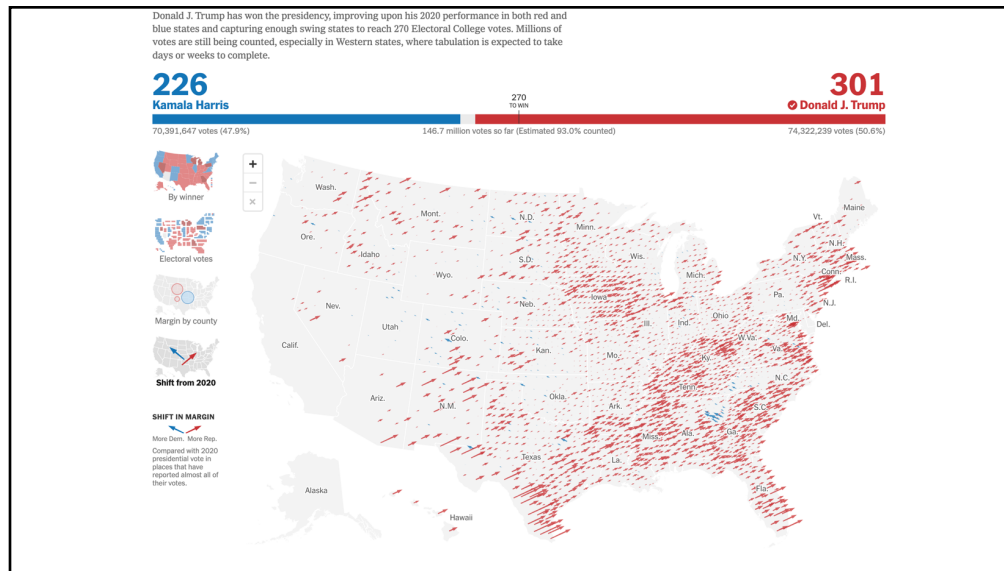 Donald J. Trump has won the presidency, improving upon his 2020 performance in both red and
blue states and capturing enough swing states to reach 270 Electoral College votes. Millions of
votes are still being counted, especially in Western states, where tabulation is expected to take
days or weeks to complete.
226
301
270
TO WIN
Kamala Harris
Donald J. Trump
70,391,647 votes (47.9%)
146.7 million votes so far (Estimated 93.0% counted)
74,322,239 votes (50.6%)
By winner
Electoral votes
Margin by county
Shift from 2020
SHIFT IN MARGIN
More Dem. More Rep.
Compared with 2020
presidential vote in
places that have
reported almost all of
their votes.
+
−
×
Wash.
Mont.
N.D.
Minn.
Vt.
Maine
Ore.
Idaho
S.D.
Wis.
Mich.
N.Y.
N.H.
Mass.
Conn.
R.I.
Wyo.
Iowa
Pa.
N.J.
Nev.
Neb.
Ill.
Ind.
Ohio
Md.
Del.
Utah
Colo.
Kan.
Mo.
W.Va.
Va.
Ky.
Calif.
Ariz.
N.M.
Okla.
Ark.
Tenn.
N.C.
S.C.
Texas
La.
Miss.
Ala.
Ga.
Fla.
Alaska
Hawaii